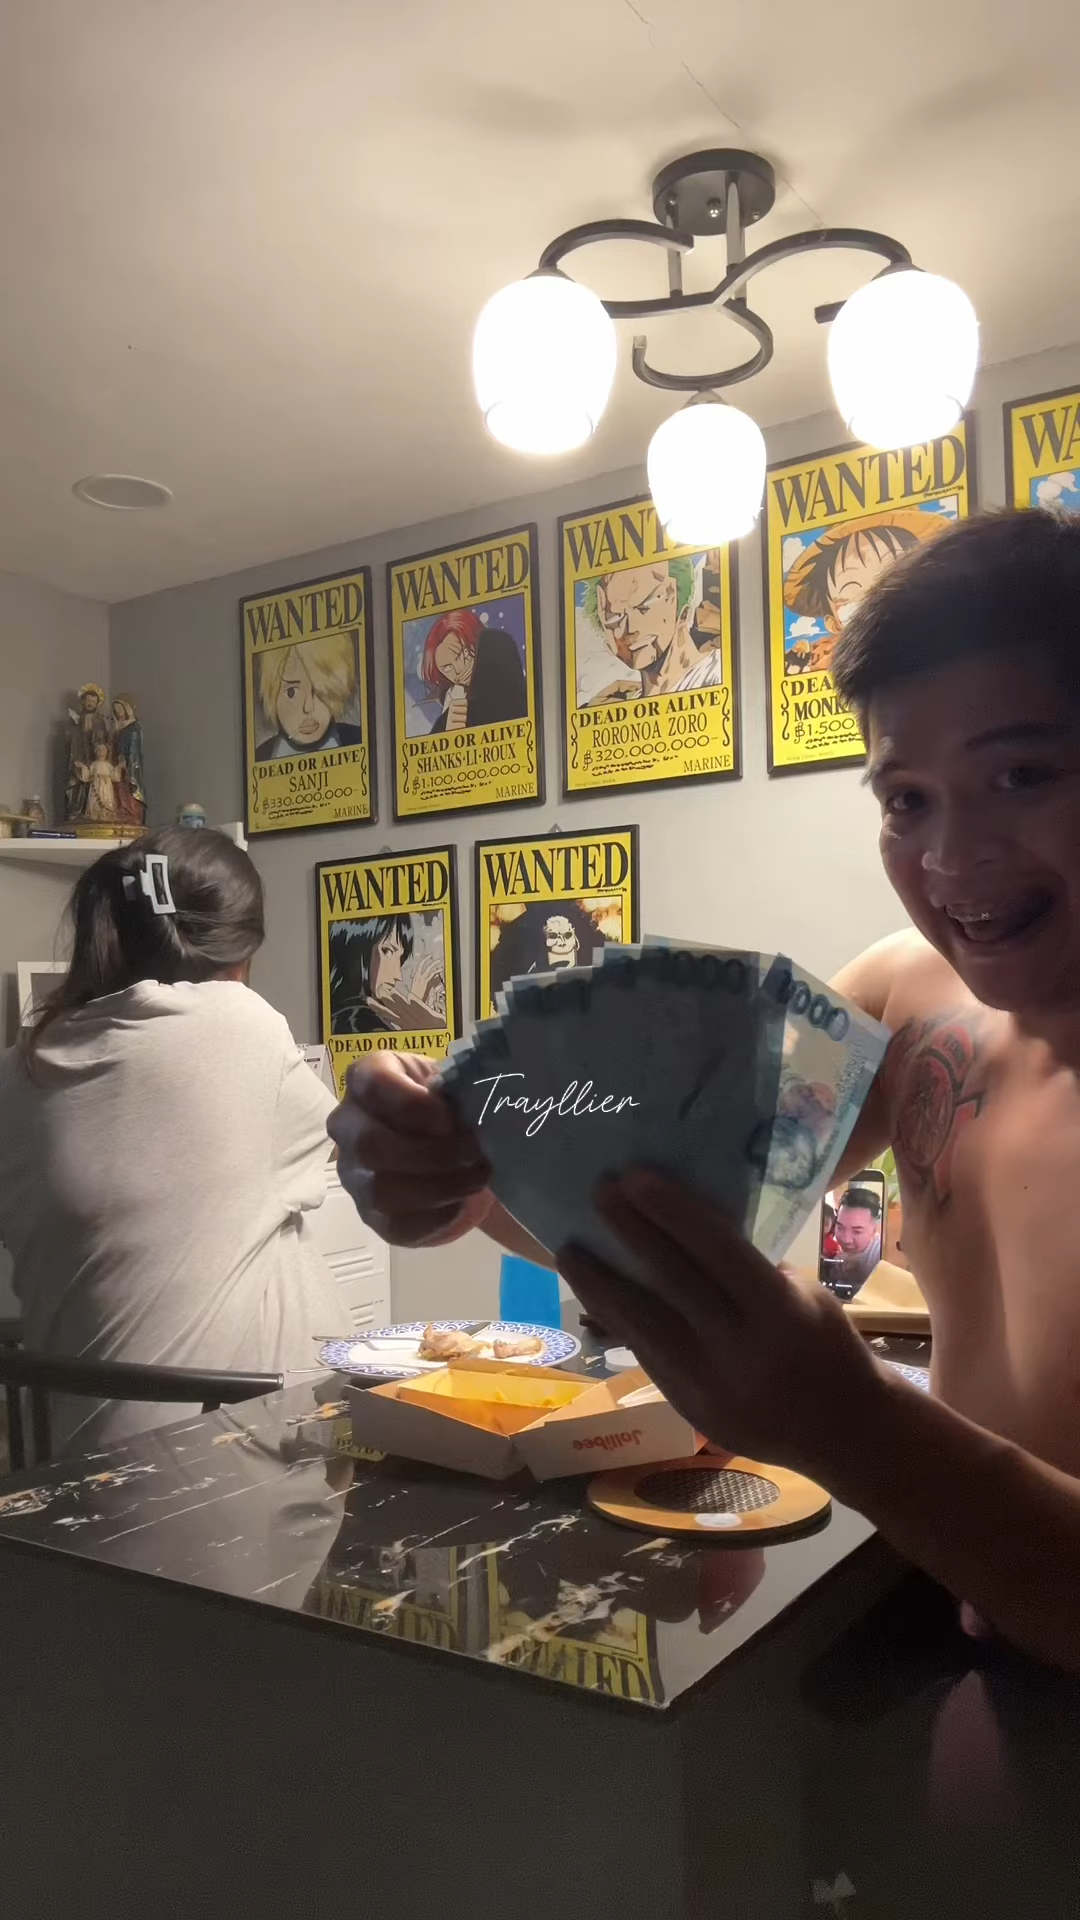 WANTED
DEAD OR ALIVE
SANJI
330,000,000-
MARINE
WANTED
DEAD OR ALIVE
SHANKS·LE·ROUX
1,100,000,000-
MARINE
WANT
DEAD OR ALIVE
RORONOA ZORO
320,000,000-
MARINE
WANTED
DEA
MONK
1,500
WA
WANTED
DEAD OR ALIVE
WANTED
1000
Trayllier
Jollibee